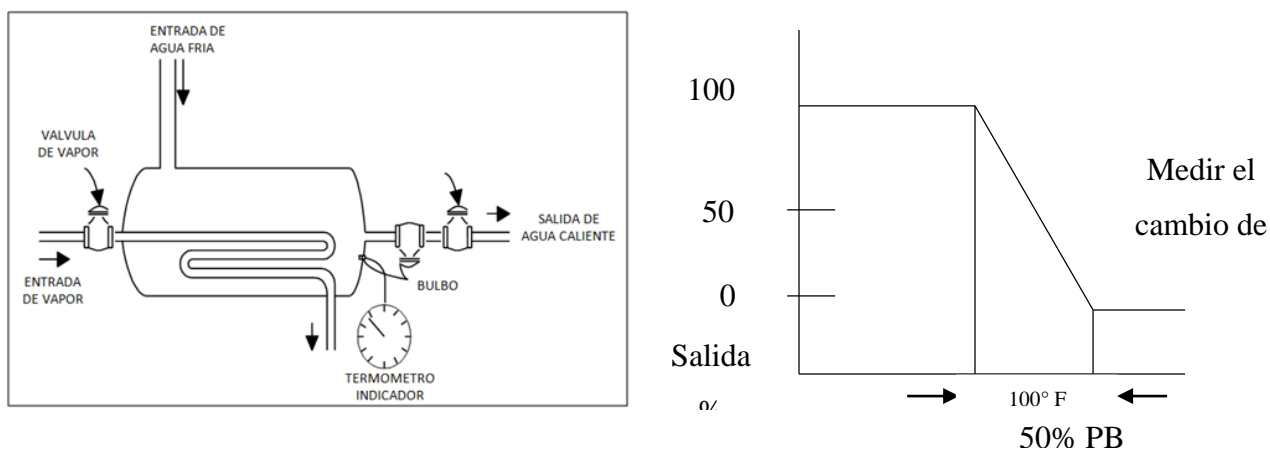 ENTRADA DE
AGUA FRIA
VALVULA
DE VAPOR
SALIDA DE
AGUA CALIENTE
ENTRADA
DE VAPOR
BULBO
TERMOMETRO
INDICADOR
100
50
0
Salida
%
Medir el
cambio de
100° F
50% PB